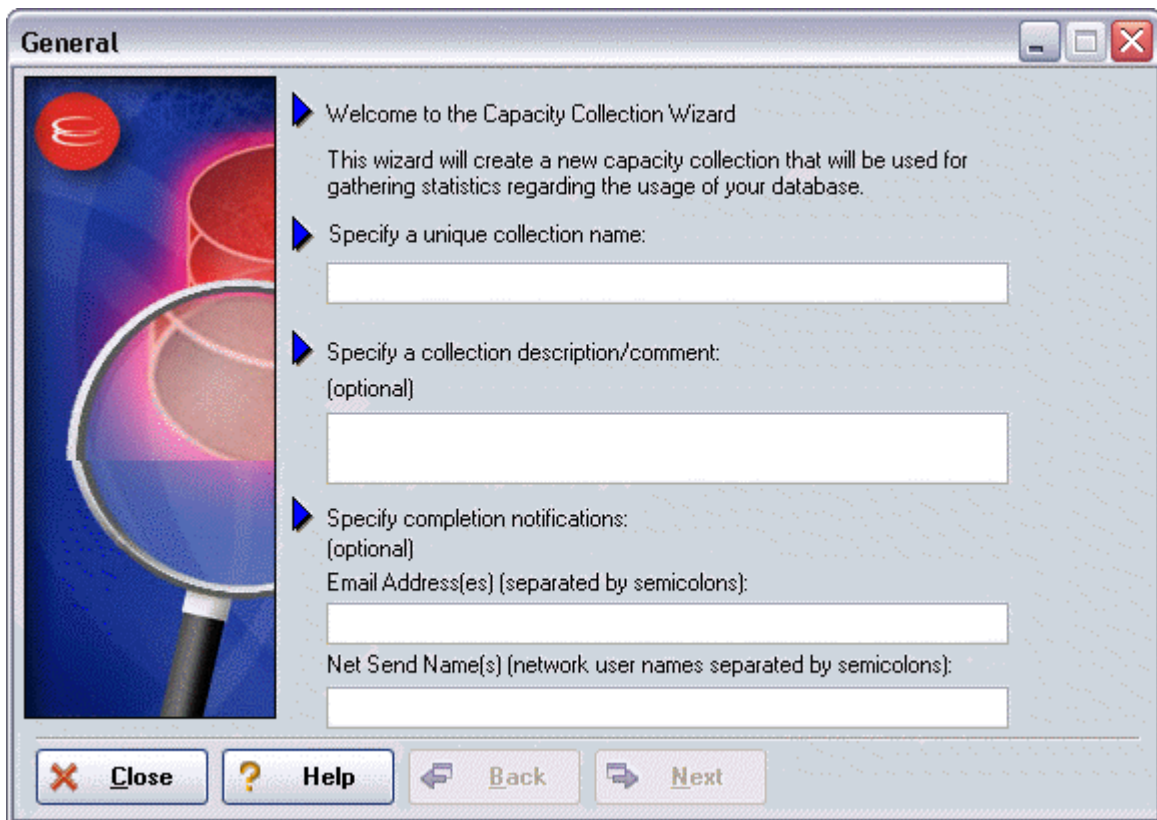 General
Welcome to the Capacity Collection Wizard
This wizard will create a new capacity collection that will be used for
gathering statistics regarding the usage of your database.
Specify a unique collection name:
Specify a collection description/comment:
(optional)
Specify completion notifications:
(optional)
Email Address(es) (separated by semicolons):
Net Send Name(s) (network user names separated by semicolons):
Close
Help
Back
Next